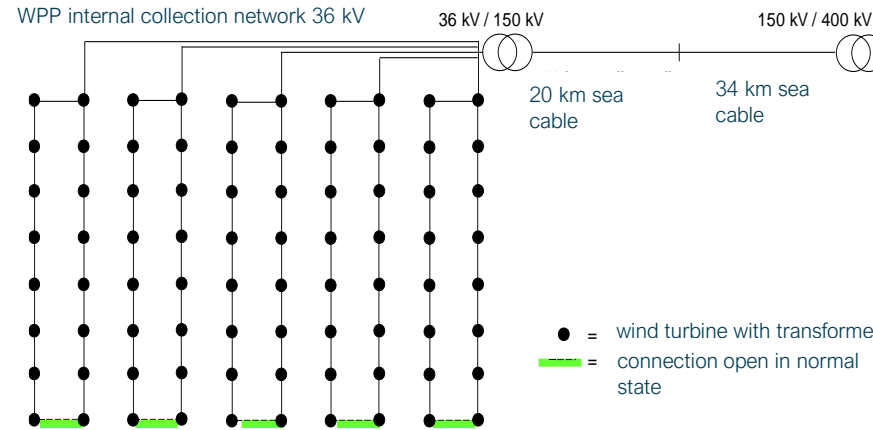 WPP internal collection network 36 kV
36 kV / 150 kV
150 kV / 400 kV
20 km sea
cable
34 km sea
cable
= wind turbine with transforme
= connection open in normal
state